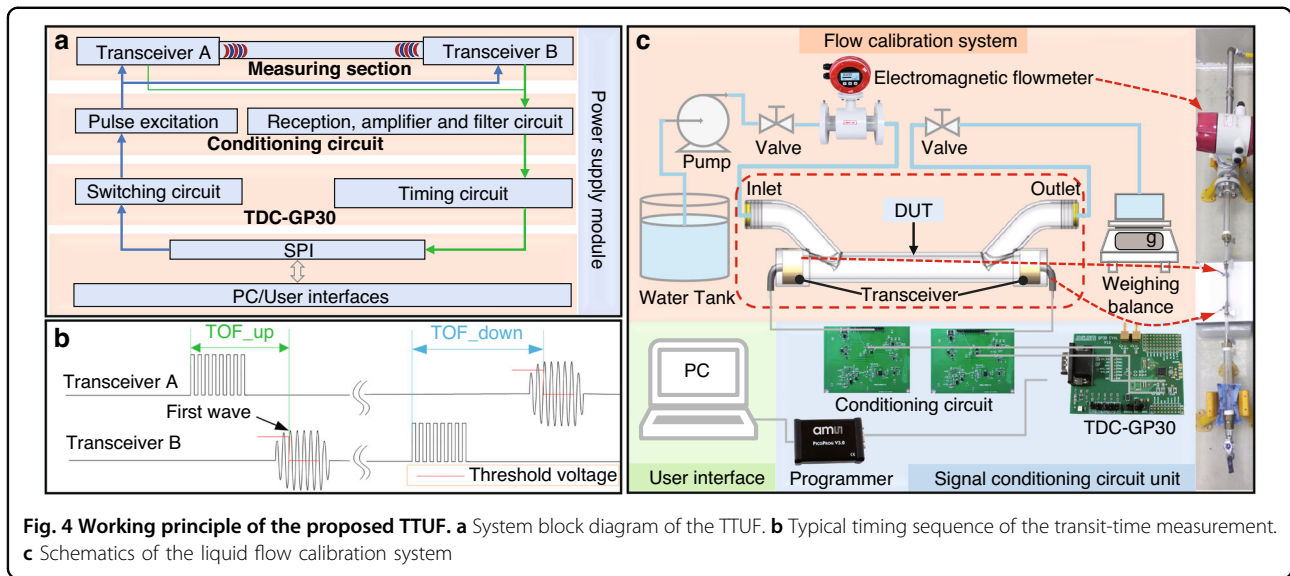 a
Transceiver A
Transceiver B
Measuring section
Pulse excitation
Reception, amplifier and filter circuit
Conditioning circuit
Switching circuit
Timing circuit
TDC-GP30
SPI
PC/User interfaces
Power supply module
b
TOF_up
TOF_down
Transceiver A
First wave
Transceiver B
Threshold voltage
c
Flow calibration system
Electromagnetic flowmeter
Pump
Valve
Valve
Inlet
Outlet
DUT
g
Water Tank
Transceiver
Weighing
balance
PC
Conditioning circuit
TDC-GP30
amun
PicoProg V3.0
User interface
Programmer
Signal conditioning circuit unit
Fig. 4 Working principle of the proposed TTUF. a System block diagram of the TTUF. b Typical timing sequence of the transit-time measurement.
c Schematics of the liquid flow calibration system